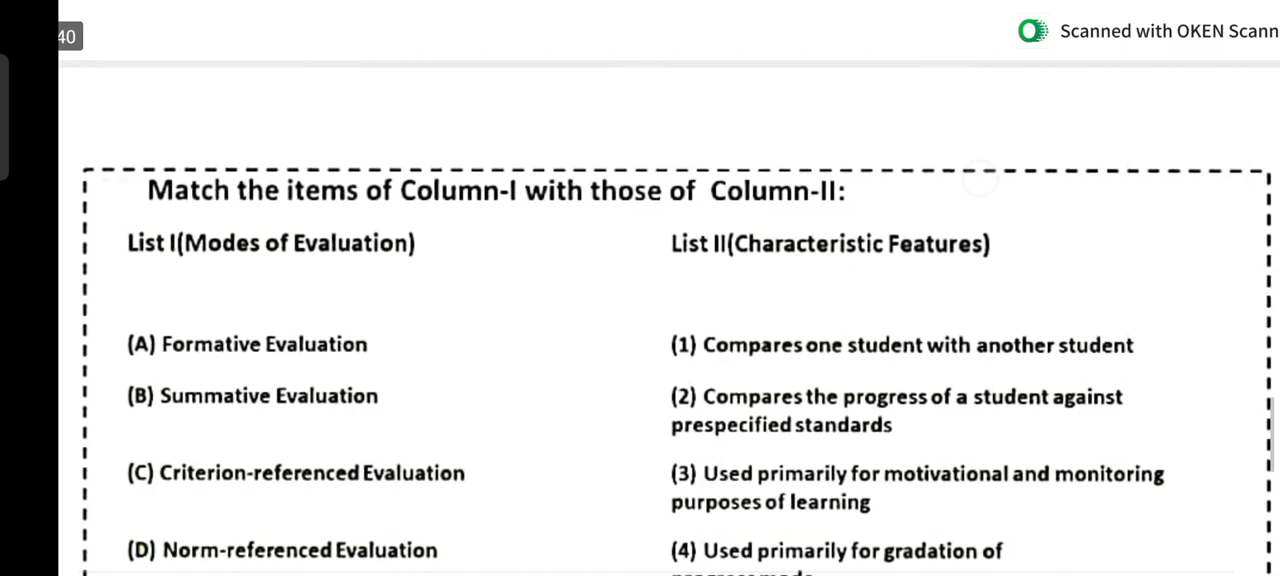 40
Scanned with OKEN Scann
Match the items of Column-I with those of Column-II:
List I(Modes of Evaluation)
List II(Characteristic Features)
(A) Formative Evaluation
(1) Compares one student with another student
(B) Summative Evaluation
(2) Compares the progress of a student against
prespecified standards
(C) Criterion-referenced Evaluation
(3) Used primarily for motivational and monitoring
purposes of learning
(D) Norm-referenced Evaluation
(4) Used primarily for gradation of